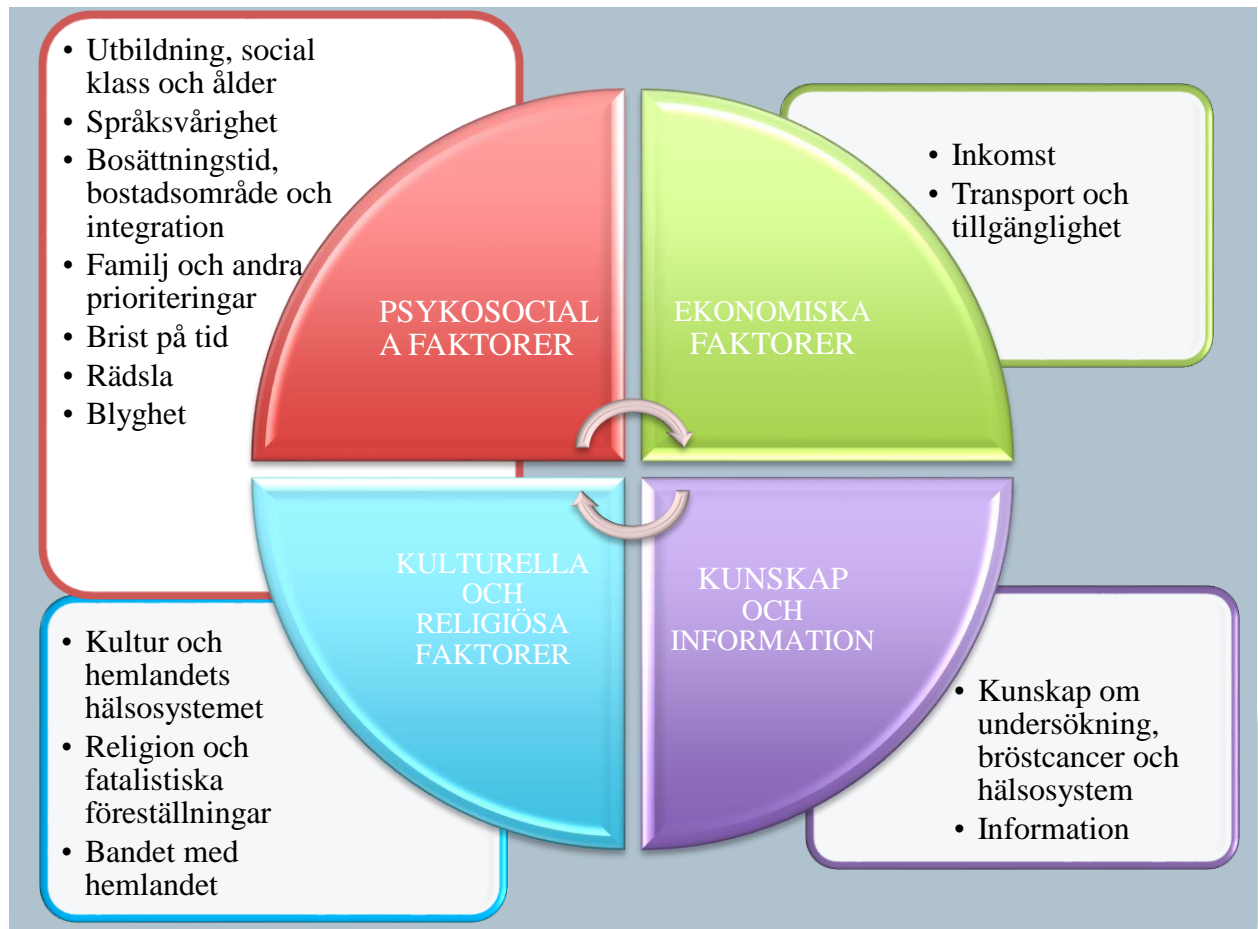 • Utbildning, social
klass och ålder
• Språksvårighet
• Bosättningstid,
bostadsområde och
integration
• Familj och andra
prioriteringar
• Brist på tid
• Rädsla
• Blyghet
PSYKOSOCIAL
A FAKTORER
EKONOMISKA
FAKTORER
• Inkomst
• Transport och
tillgänglighet
• Kultur och
hemlandets
hälsosystemet
• Religion och
fatalistiska
föreställningar
• Bandet med
hemlandet
KULTURELLA
OCH
RELIGIÖSA
FAKTORER
KUNSKAP
OCH
INFORMATION
• Kunskap om
undersökning,
bröstcancer och
hälsosystem
• Information